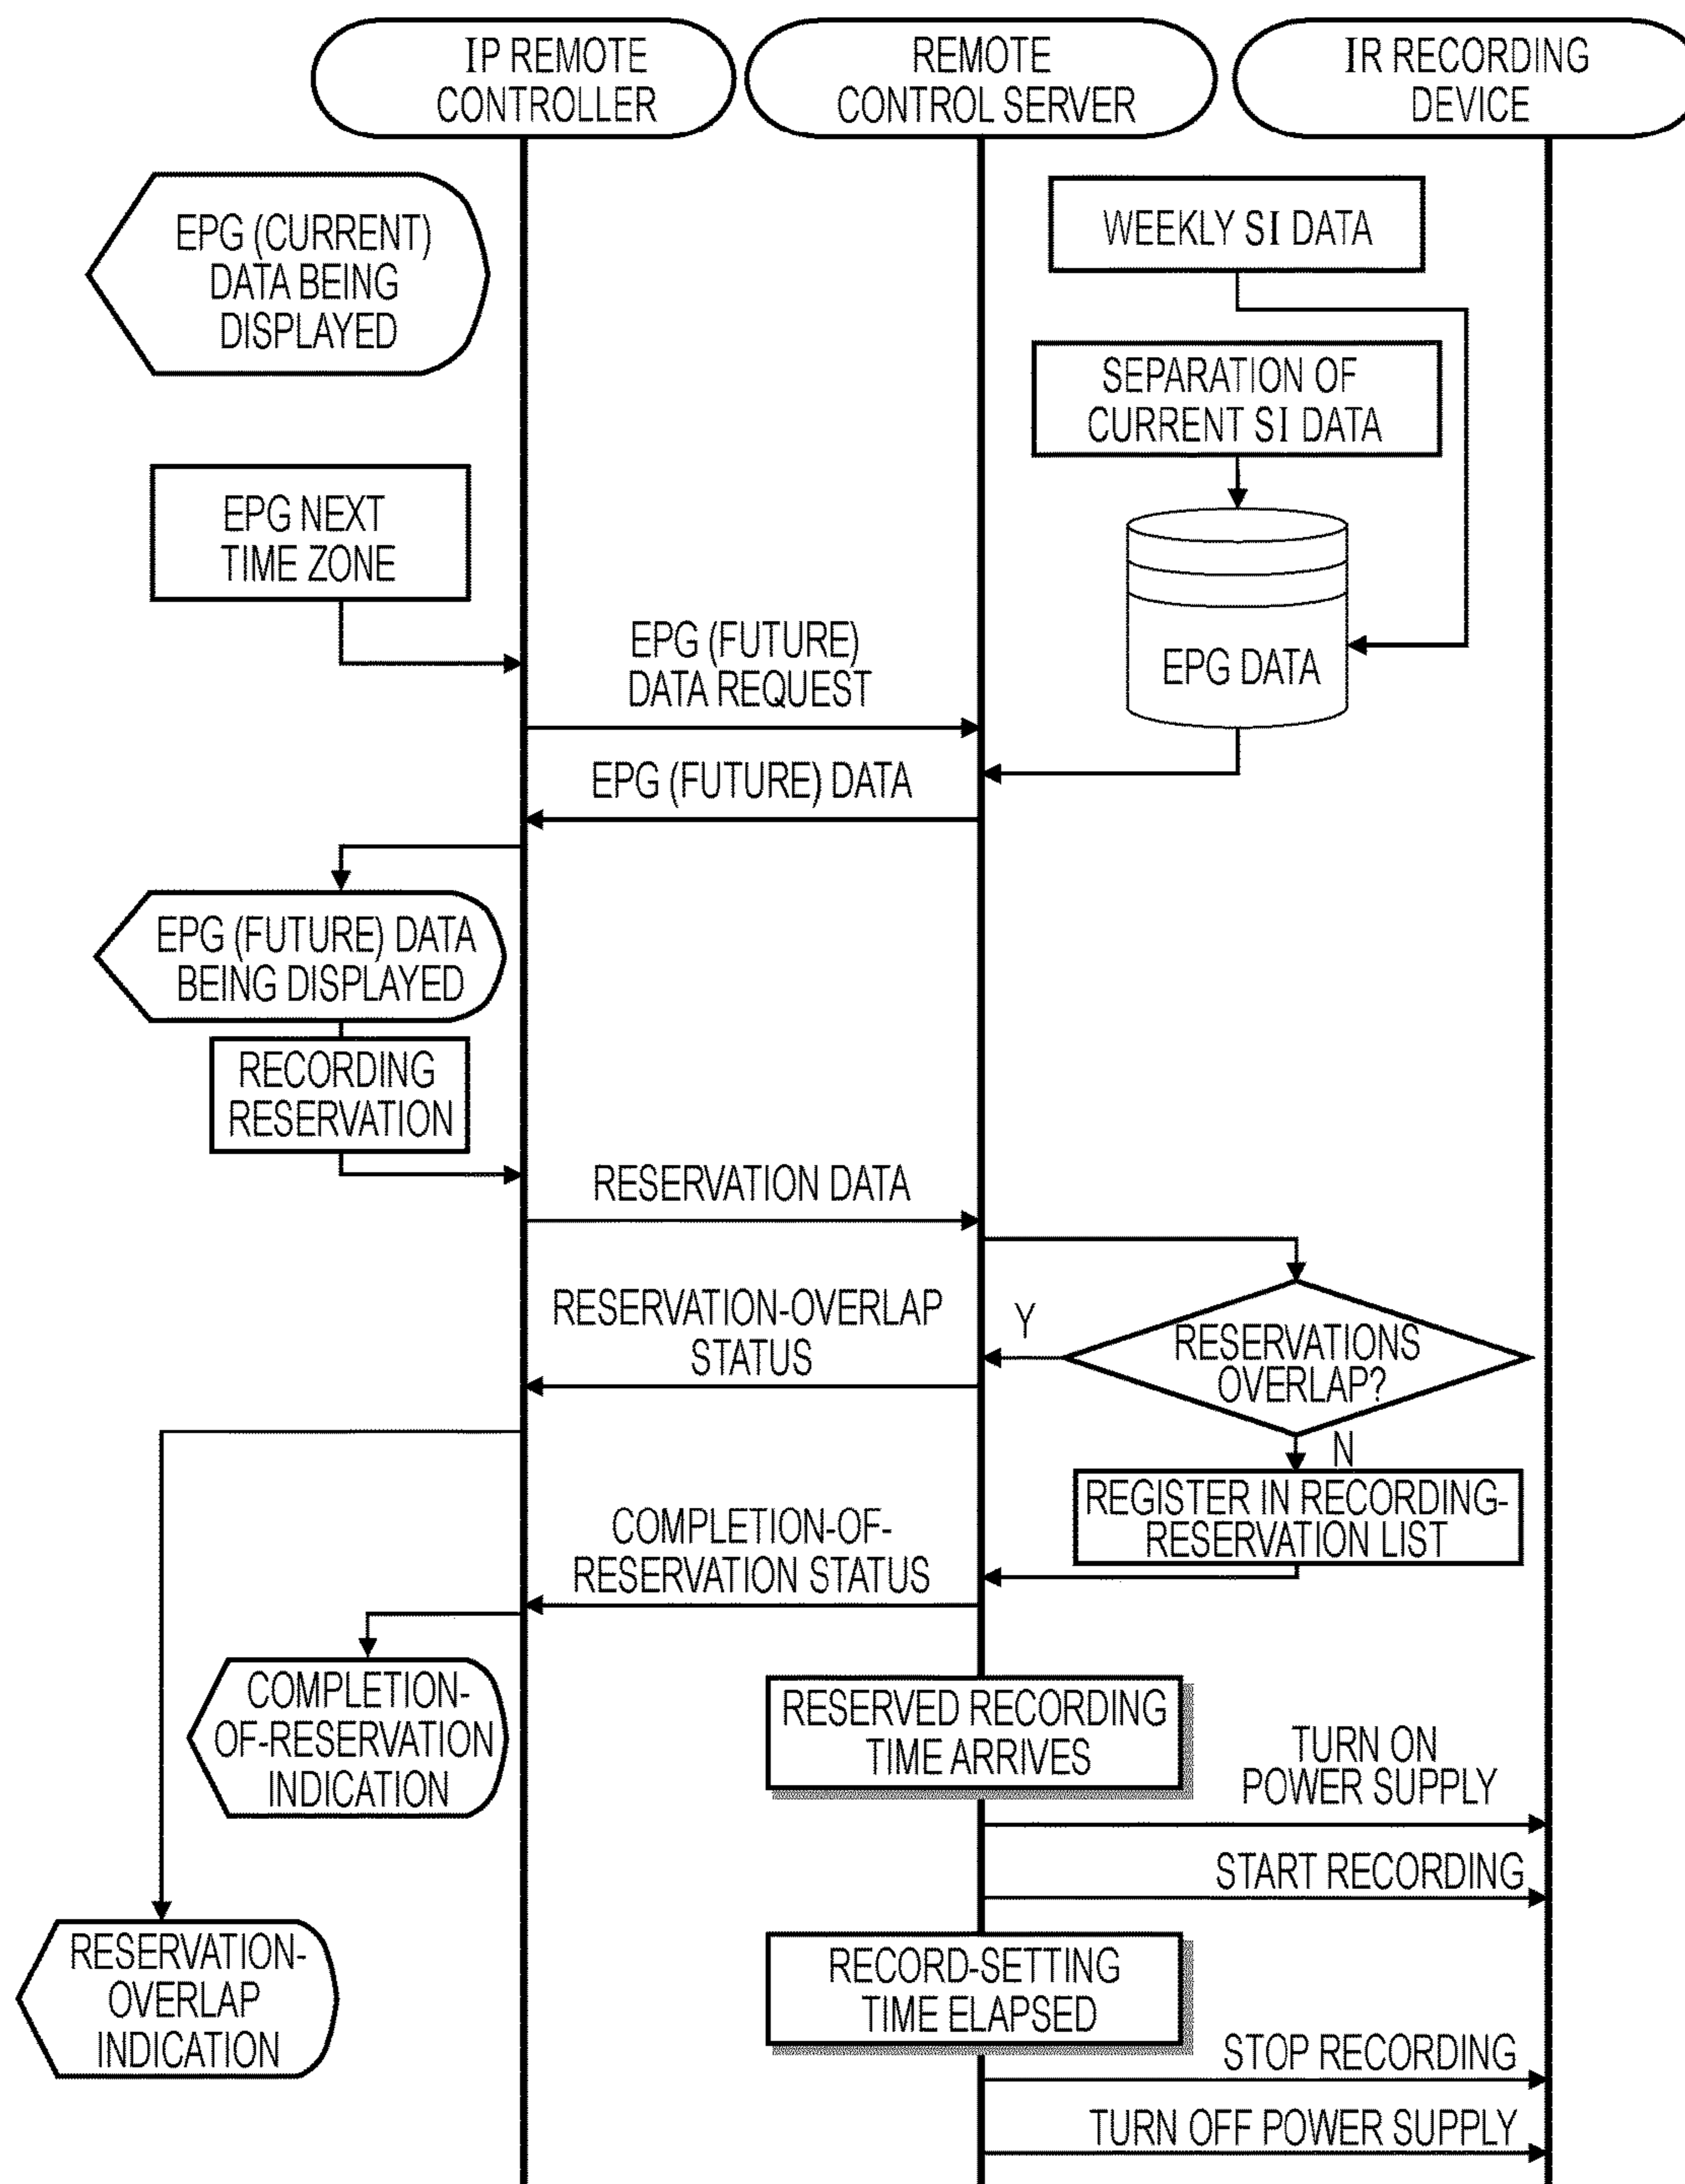 IP REMOTE
CONTROLLER
REMOTE
CONTROL SERVER
IR RECORDING
DEVICE
EPG (CURRENT)
DATA BEING
DISPLAYED
WEEKLY SI DATA
SEPARATION OF
CURRENT SI DATA
EPG NEXT
TIME ZONE
EPG (FUTURE)
DATA REQUEST
EPG DATA
EPG (FUTURE) DATA
EPG (FUTURE) DATA
BEING DISPLAYED
RECORDING
RESERVATION
RESERVATION DATA
RESERVATION-OVERLAP
STATUS
Y
RESERVATIONS
OVERLAP?
N
REGISTER IN RECORDING-
RESERVATION LIST
COMPLETION-OF-
RESERVATION STATUS
COMPLETION-
OF-RESERVATION
INDICATION
RESERVED RECORDING
TIME ARRIVES
TURN ON
POWER SUPPLY
START RECORDING
RESERVATION-
OVERLAP
INDICATION
RECORD-SETTING
TIME ELAPSED
STOP RECORDING
TURN OFF POWER SUPPLY